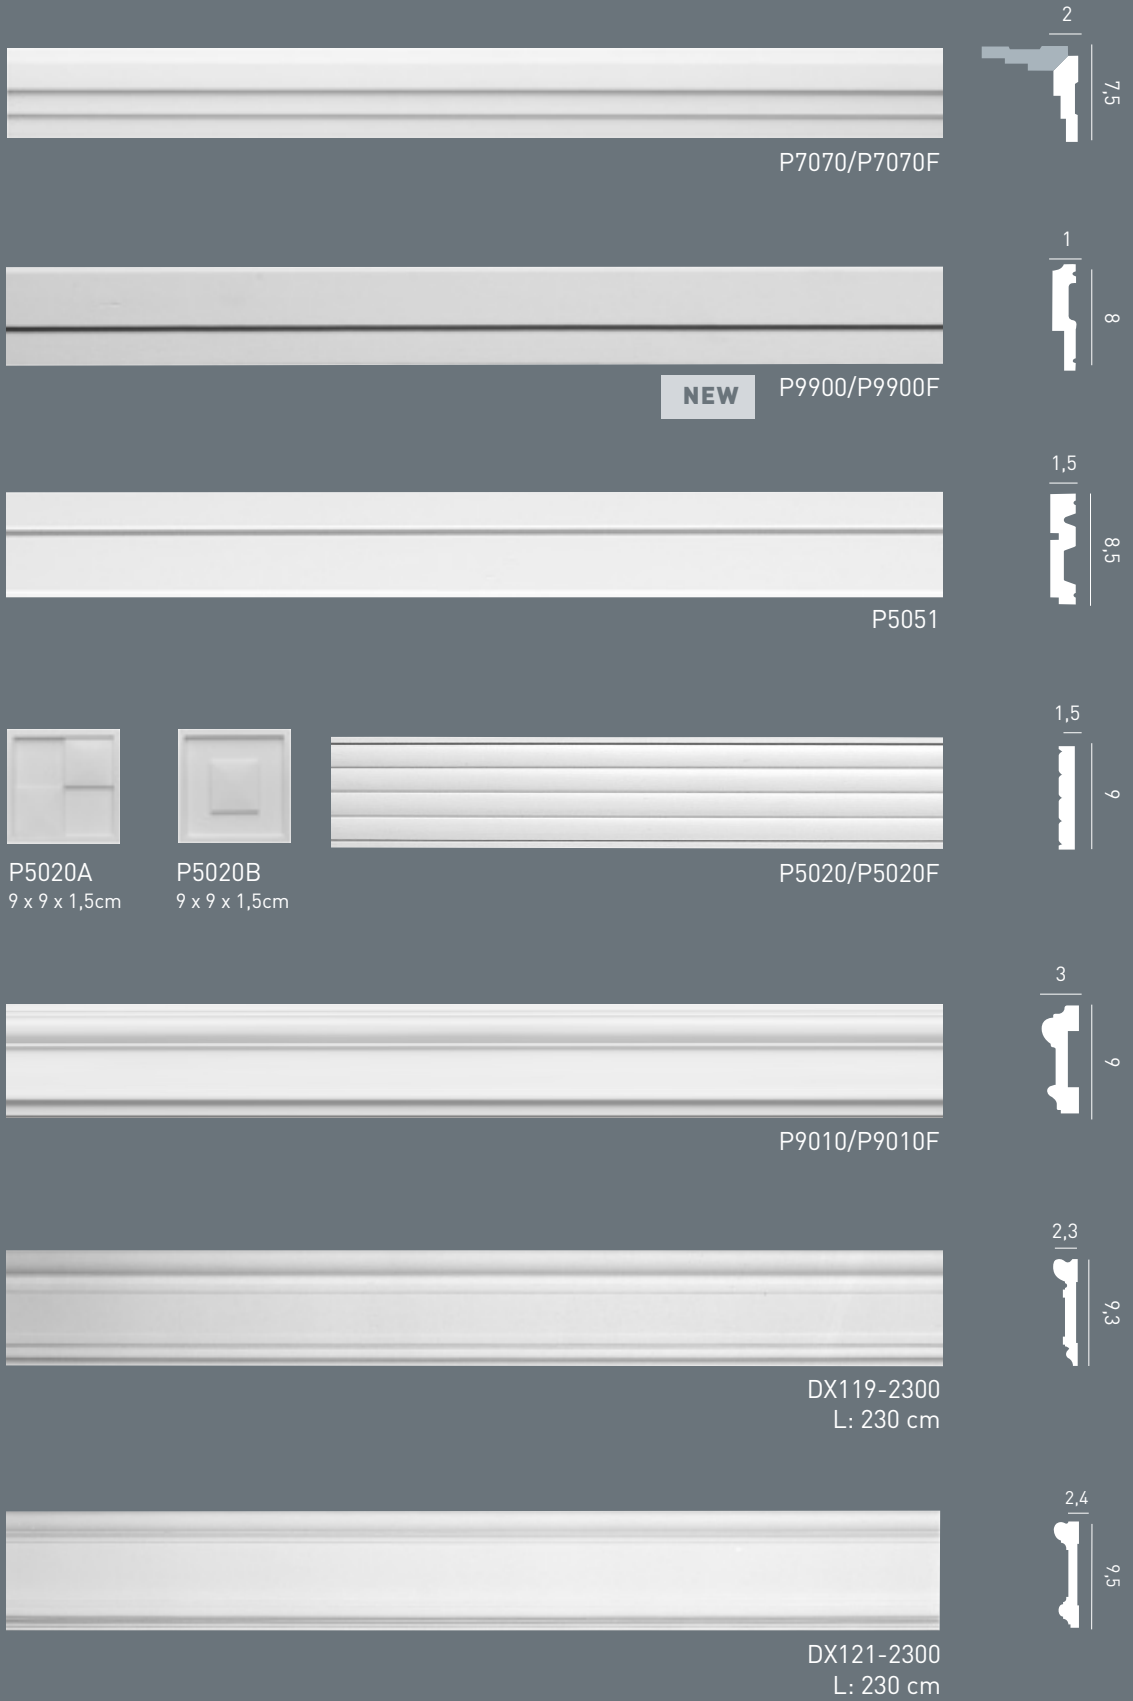 2
7,5
P7070/P7070F
1
8
NEW
P9900/P9900F
1,5
8,5
P5051
1,5
9
P5020A
9 x 9 x 1,5cm
P5020B
9 x 9 x 1,5cm
P5020/P5020F
3
9
P9010/P9010F
2,3
9,3
DX119-2300
L: 230 cm
2,4
9,5
DX121-2300
L: 230 cm